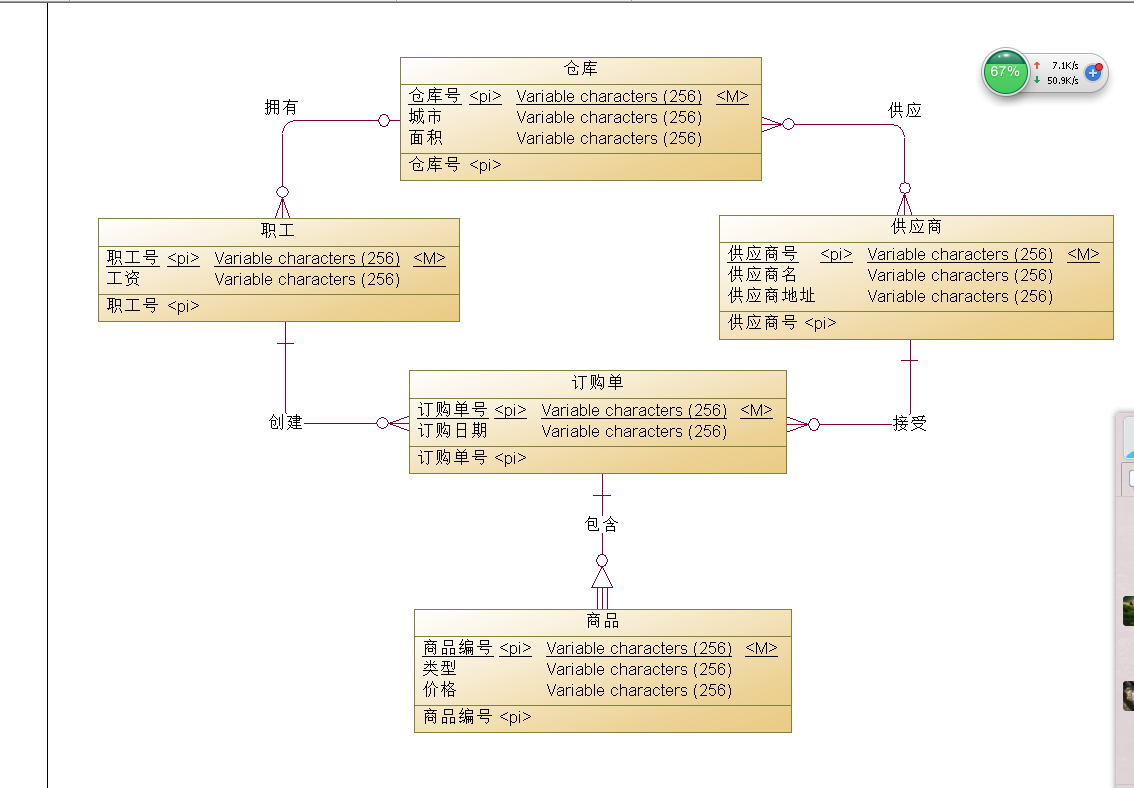 仓库
仓库号 <pi> Variable characters (256) <M>
城市 Variable characters (256)
面积 Variable characters (256)
仓库号 <pi>
67%
7.1K/s
50.9K/s
拥有
供应
职工
职工号 <pi> Variable characters (256) <M>
工资 Variable characters (256)
职工号 <pi>
供应商
供应商号 <pi> Variable characters (256) <M>
供应商名 Variable characters (256)
供应商地址 Variable characters (256)
供应商号 <pi>
订购单
订购单号 <pi> Variable characters (256) <M>
订购日期 Variable characters (256)
订购单号 <pi>
创建
接受
包含
商品
商品编号 <pi> Variable characters (256) <M>
类型 Variable characters (256)
价格 Variable characters (256)
商品编号 <pi>